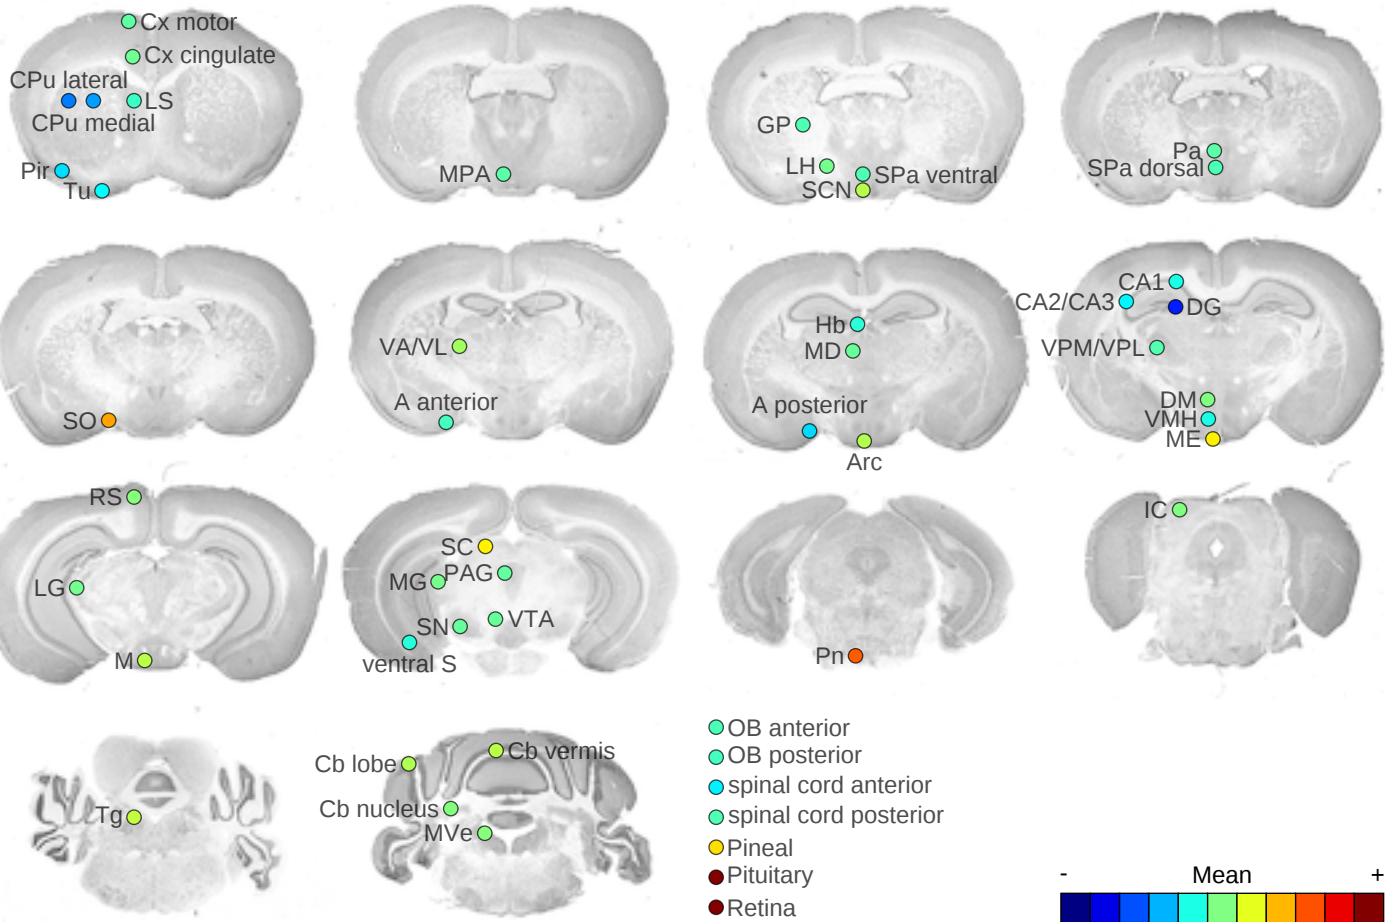 Cx motor
Cx cingulate
CPu lateral
LS
CPu medial
Pir
Tu
MPA
GP
LH
SPa ventral
SCN
Pa
SPa dorsal
SO
VA/VL
A anterior
Hb
MD
A posterior
Arc
CA1
CA2/CA3
DG
VPM/VPL
DM
VMH
ME
RS
LG
M
SC
MG
PAG
SN
VTA
ventral S
Pn
IC
Tg
Cb lobe
Cb vermis
Cb nucleus
MVe
OB anterior
OB posterior
spinal cord anterior
spinal cord posterior
Pineal
Pituitary
Retina
- Mean +